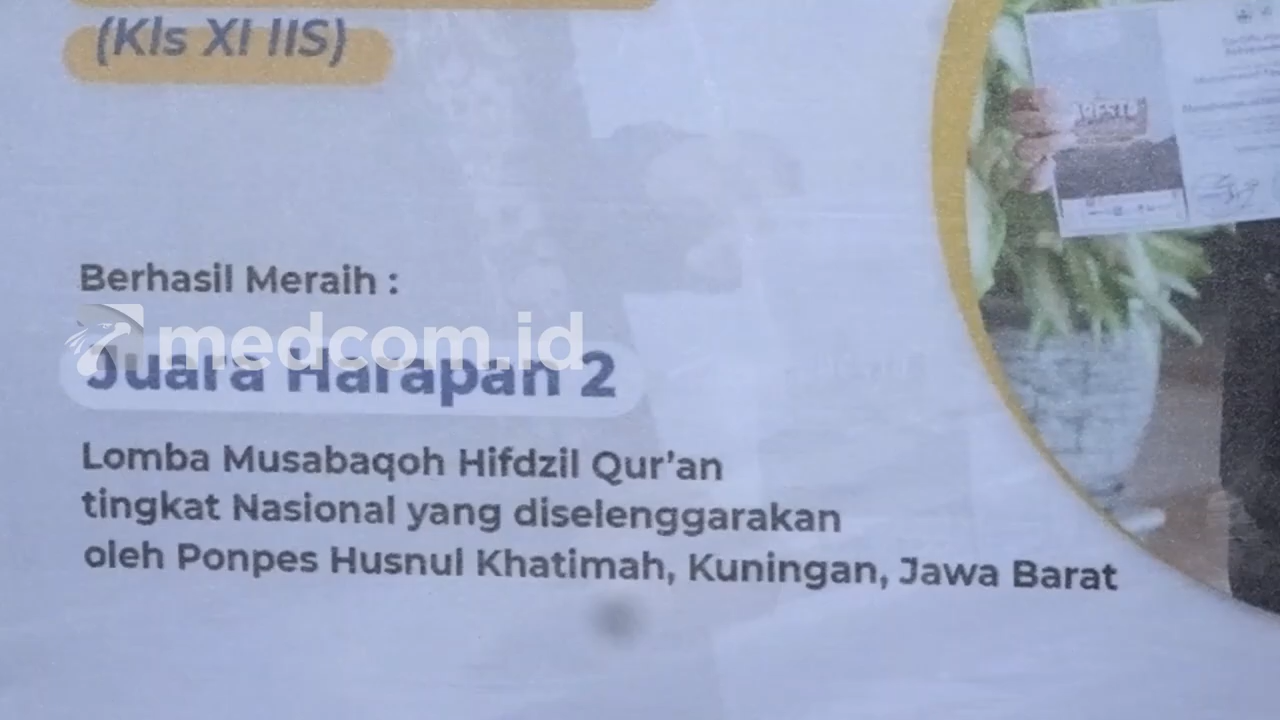 (Kls XI IIS)
Berhasil Meraih :
medcom.id
Juara Harapan 2
Lomba Musabaqoh Hifdzil Qur'an
tingkat Nasional yang diselenggarakan
oleh Ponpes Husnul Khatimah, Kuningan, Jawa Barat